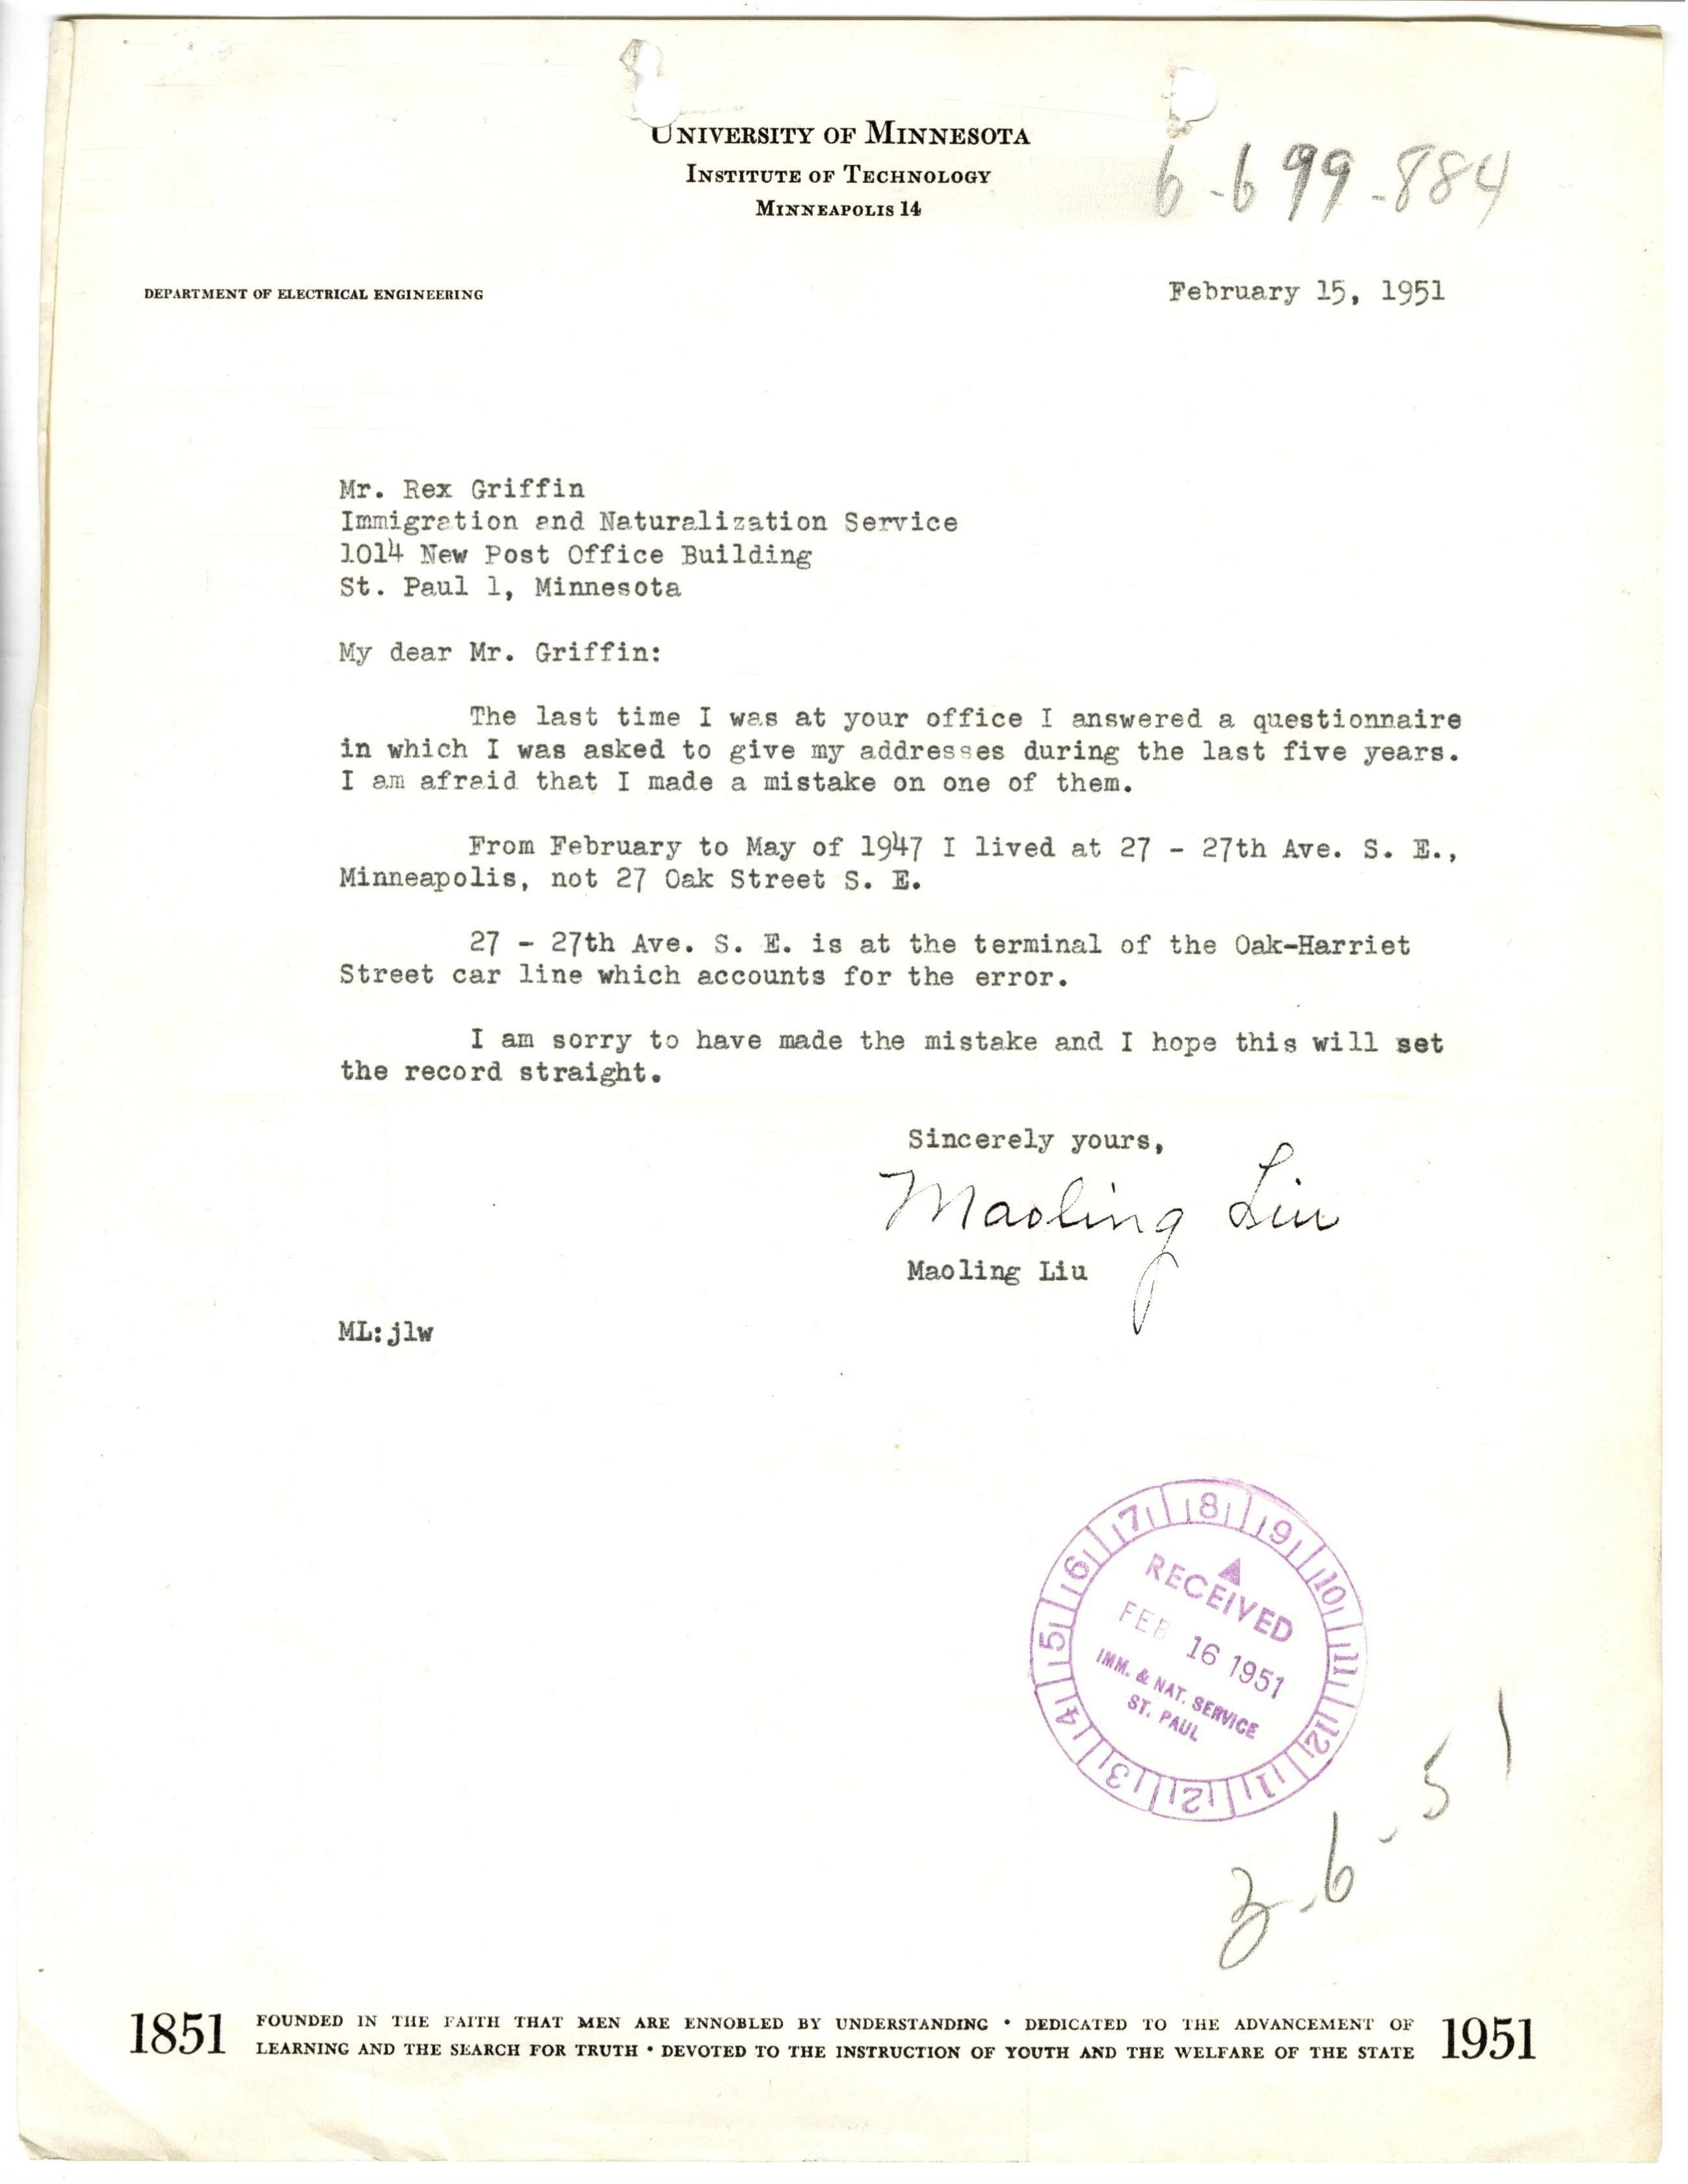 UNIVERSITY OF MINNESOTA
INSTITUTE OF TECHNOLOGY
MINNEAPOLIS 14
6-699-884
DEPARTMENT OF ELECTRICAL ENGINEERING
February 15, 1951
Mr. Rex Griffin
Immigration and Naturalization Service
1014 New Post Office Building
St. Paul 1, Minnesota
My dear Mr. Griffin:
The last time I was at your office I answered a questionnaire
in which I was asked to give my addresses during the last five years.
I am afraid that I made a mistake on one of them.
From February to May of 1947 I lived at 27 - 27th Ave. S. E.,
Minneapolis, not 27 Oak Street S. E.
27 - 27th Ave. S. E. is at the terminal of the Oak-Harriet
Street car line which accounts for the error.
I am sorry to have made the mistake and I hope this will set
the record straight.
Sincerely yours,
Maoling Liu
Maoling Liu
ML:jlw
7 8 9 10 11 12 1 2 3 4 5 6
RECEIVED
FEB 16 1951
IMM. & NAT. SERVICE
ST. PAUL
3-6-51
1851 FOUNDED IN THE FAITH THAT MEN ARE ENNOBLED BY UNDERSTANDING • DEDICATED TO THE ADVANCEMENT OF 1951
LEARNING AND THE SEARCH FOR TRUTH • DEVOTED TO THE INSTRUCTION OF YOUTH AND THE WELFARE OF THE STATE